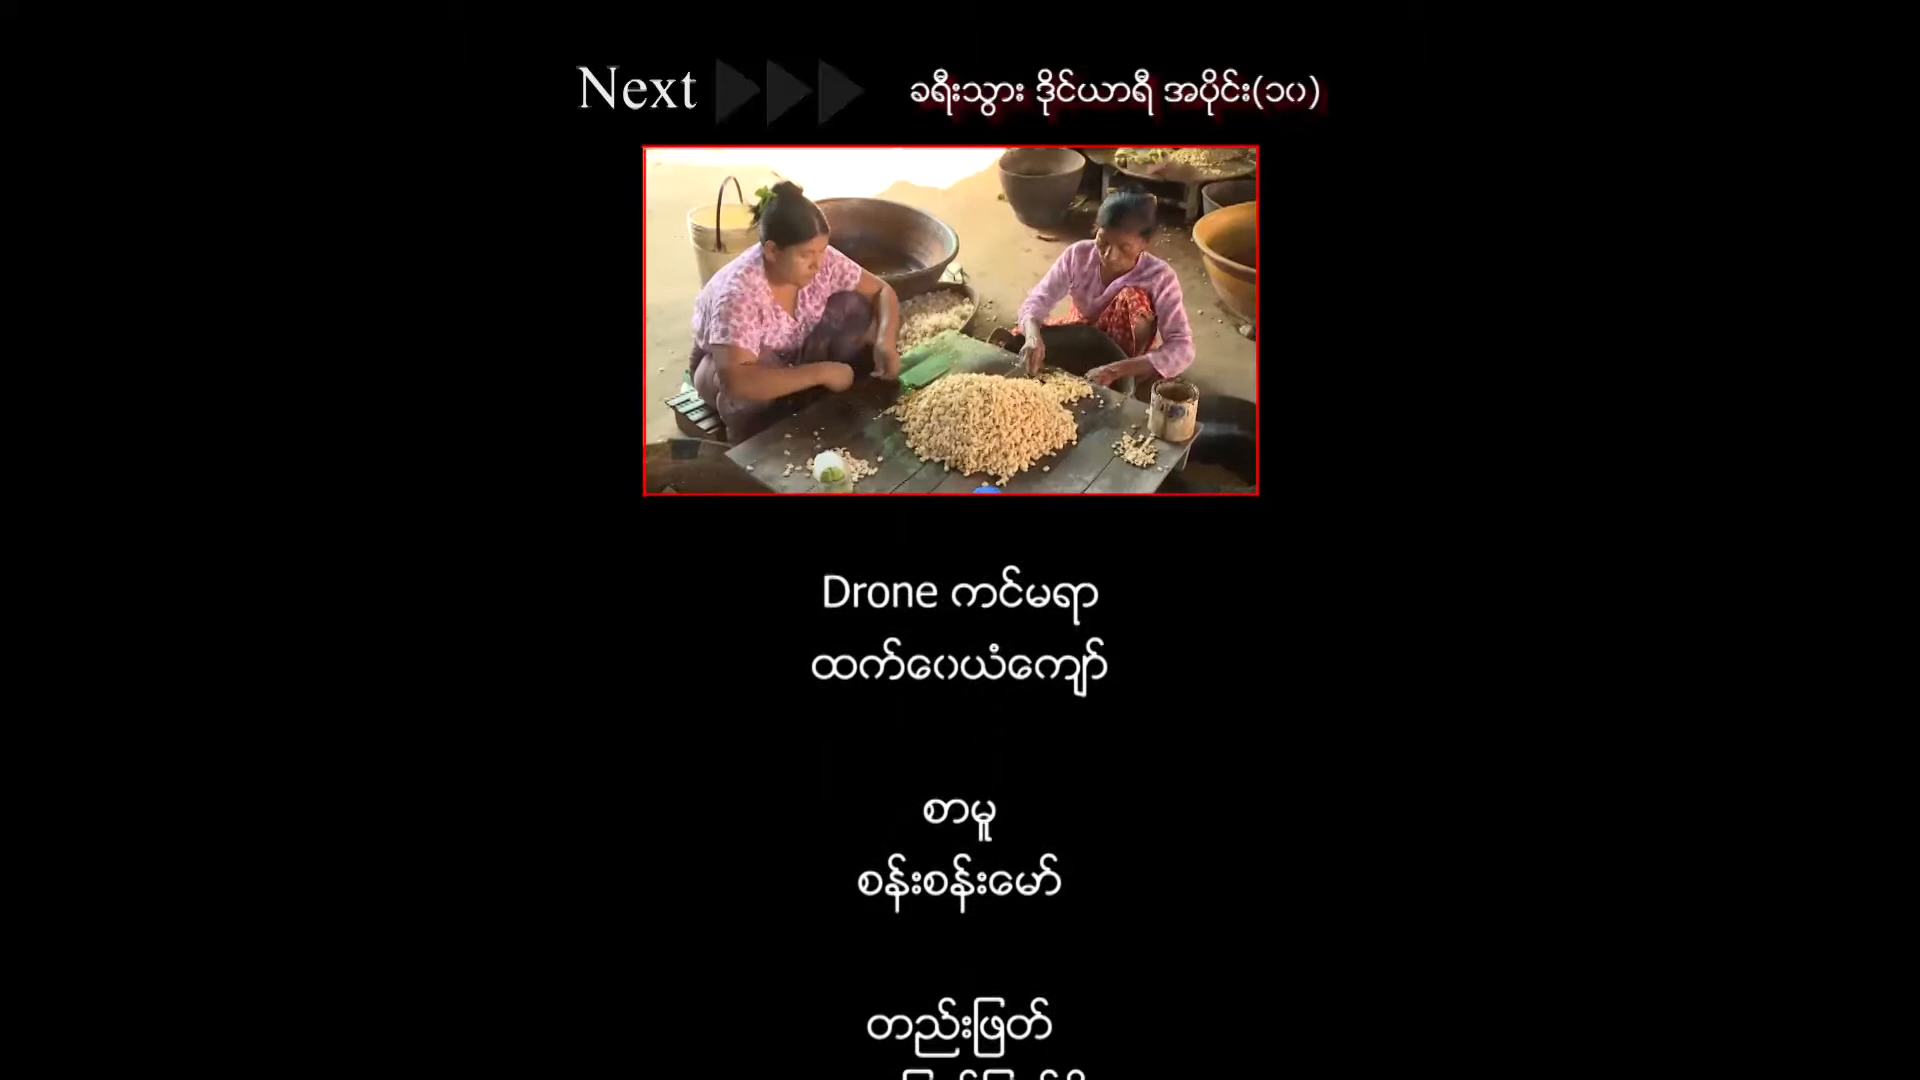 Next ခရီးသွား ဒိုင်ယာရီ အပိုင်း(၁၀)
Drone ကင်မရာ
ထက်ဝေယံကျော်
စာမူ
စန်းစန်းမော်
တည်းဖြတ်